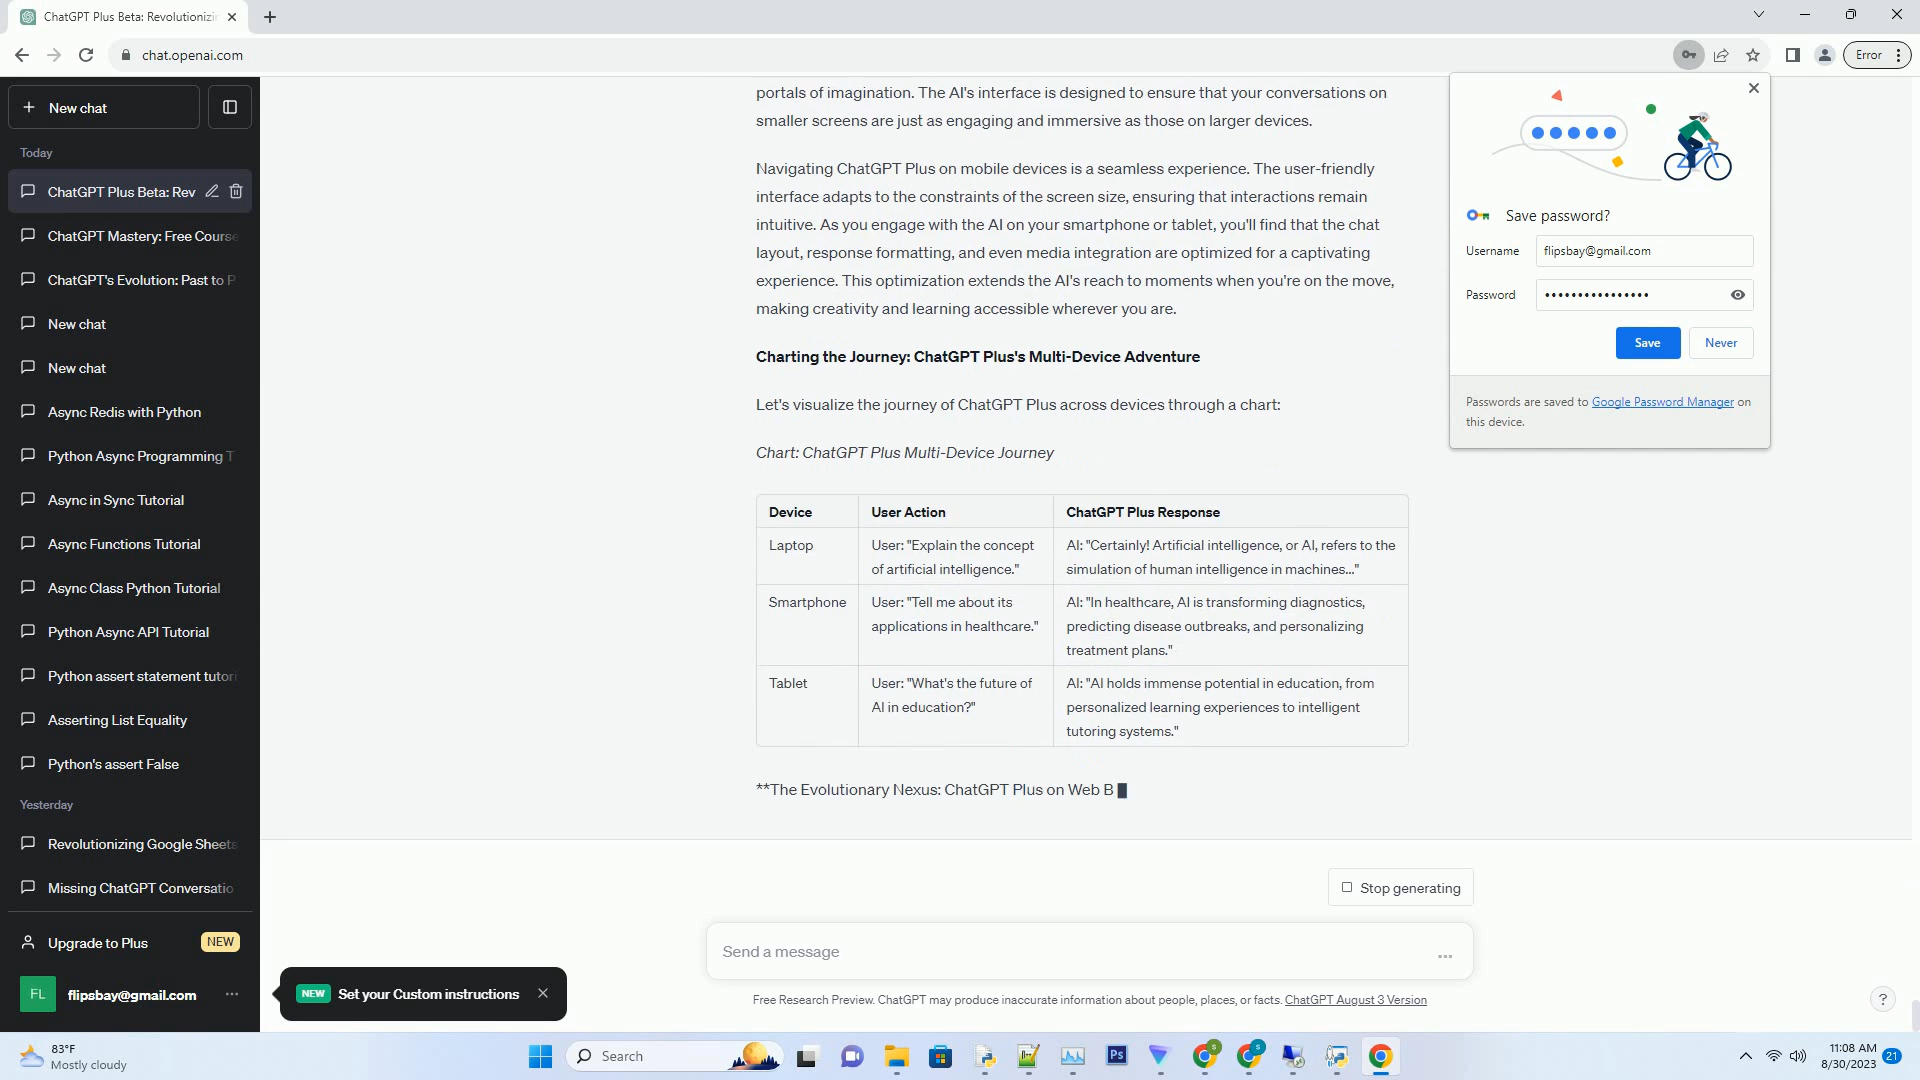 ChatGPT Plus Beta: Revolutionizin
chat.openai.com
Error
New chat
Today
ChatGPT Plus Beta: Rev
ChatGPT Mastery: Free Course
ChatGPT's Evolution: Past to P
New chat
New chat
Async Redis with Python
Python Async Programming T
Async in Sync Tutorial
Async Functions Tutorial
Async Class Python Tutorial
Python Async API Tutorial
Python assert statement tutori
Asserting List Equality
Python's assert False
Yesterday
Revolutionizing Google Sheets
Missing ChatGPT Conversatio
Upgrade to Plus NEW
FL flipsbay@gmail.com
NEW Set your Custom instructions
portals of imagination. The AI's interface is designed to ensure that your conversations on
smaller screens are just as engaging and immersive as those on larger devices.
Navigating ChatGPT Plus on mobile devices is a seamless experience. The user-friendly
interface adapts to the constraints of the screen size, ensuring that interactions remain
intuitive. As you engage with the AI on your smartphone or tablet, you'll find that the chat
layout, response formatting, and even media integration are optimized for a captivating
experience. This optimization extends the AI's reach to moments when you're on the move,
making creativity and learning accessible wherever you are.
Charting the Journey: ChatGPT Plus's Multi-Device Adventure
Let's visualize the journey of ChatGPT Plus across devices through a chart:
Chart: ChatGPT Plus Multi-Device Journey
Device User Action ChatGPT Plus Response
Laptop User: "Explain the concept AI: "Certainly! Artificial intelligence, or AI, refers to the
of artificial intelligence." simulation of human intelligence in machines..."
Smartphone User: "Tell me about its AI: "In healthcare, AI is transforming diagnostics,
applications in healthcare." predicting disease outbreaks, and personalizing
treatment plans."
Tablet User: "What's the future of AI: "AI holds immense potential in education, from
AI in education?" personalized learning experiences to intelligent
tutoring systems."
**The Evolutionary Nexus: ChatGPT Plus on Web B
Stop generating
Send a message
Free Research Preview. ChatGPT may produce inaccurate information about people, places, or facts. ChatGPT August 3 Version
?
Save password?
Username flipsbay@gmail.com
Password ••••••••••••••••
Save Never
Passwords are saved to Google Password Manager on
this device.
83°F
Mostly cloudy
Search
Ps
11:08 AM
8/30/2023
21